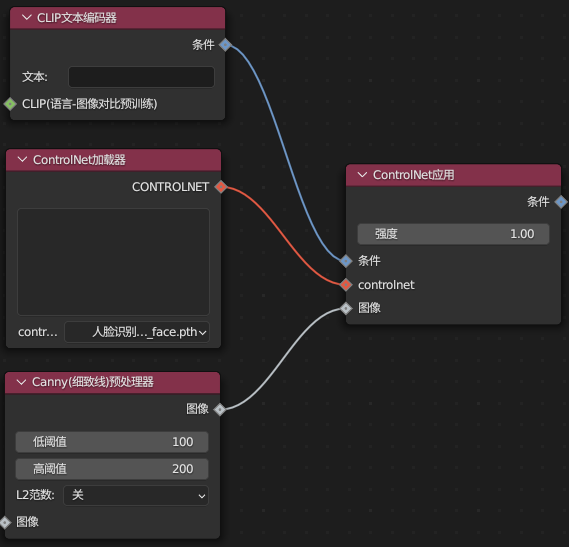 CLIP文本编码器
条件
文本:
CLIP(语言-图像对比预训练)
ControlNet加载器
CONTROLNET
contr...
人脸识别..._face.pth
Canny(细致线)预处理器
图像
低阈值 100
高阈值 200
L2范数: 关
图像
ControlNet应用
条件
强度 1.00
条件
controlnet
图像